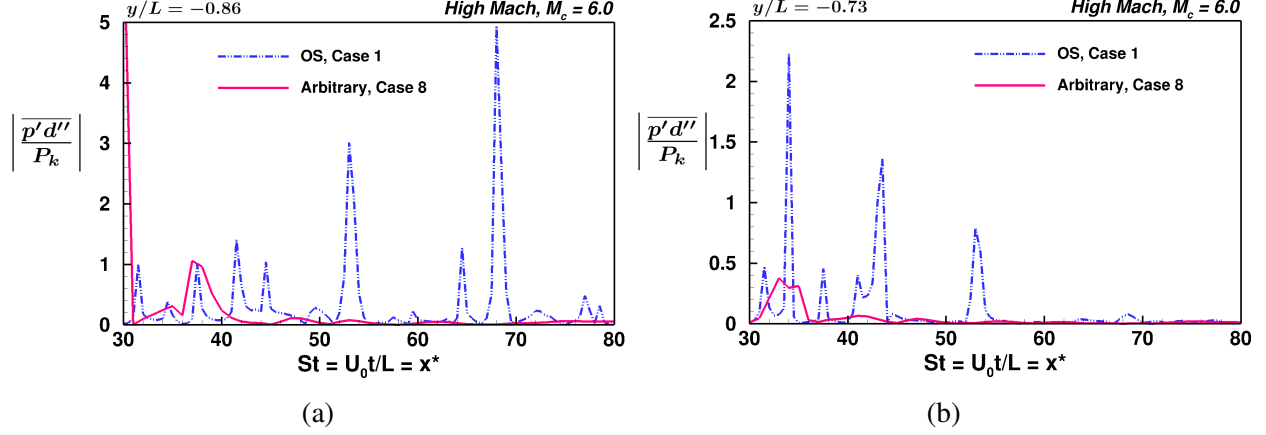 y/L = −0.86
High Mach, M_c = 6.0
5
4
3
2
1
0
OS, Case 1
Arbitrary, Case 8
| \overline{p′d″} / P_k |
30 40 50 60 70 80
St = U_0t/L = x*
(a)
y/L = −0.73
High Mach, M_c = 6.0
2.5
2
1.5
1
0.5
0
OS, Case 1
Arbitrary, Case 8
| \overline{p′d″} / P_k |
30 40 50 60 70 80
St = U_0t/L = x*
(b)